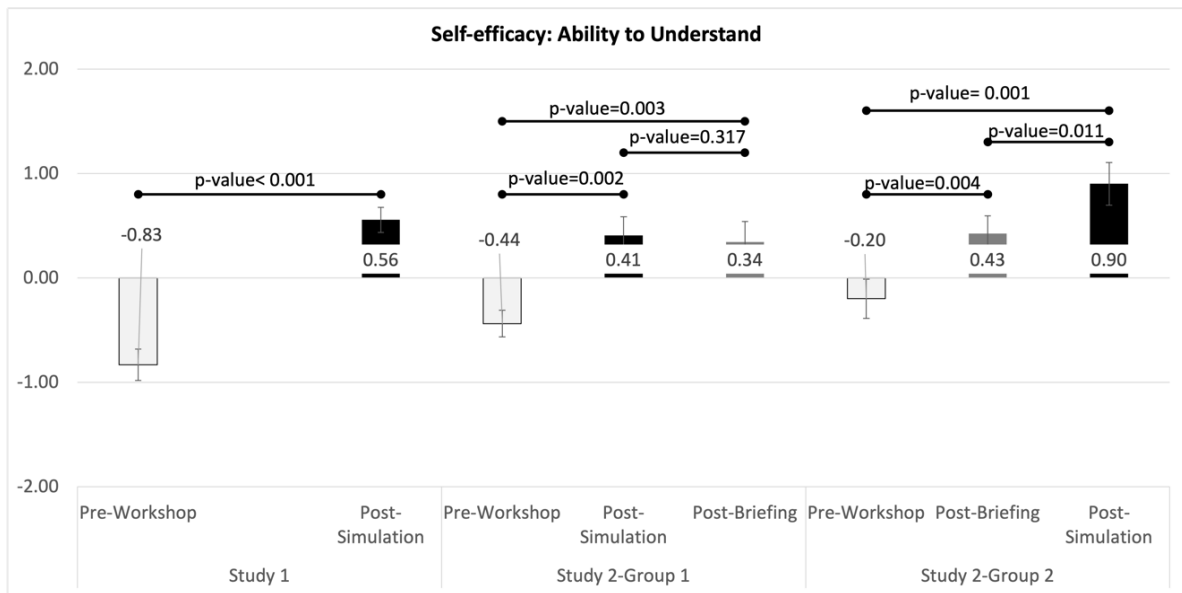 Self-efficacy: Ability to Understand
2.00
p-value= 0.001
p-value=0.003
p-value=0.317
p-value=0.011
1.00
p-value< 0.001
p-value=0.002
p-value=0.004
-0.83
-0.44
-0.20
0.56
0.41
0.34
0.43
0.90
0.00
-1.00
-2.00
Pre-Workshop
Post-
Simulation
Pre-Workshop
Post-
Simulation
Post-Briefing
Pre-Workshop
Post-Briefing
Post-
Simulation
Study 1
Study 2-Group 1
Study 2-Group 2